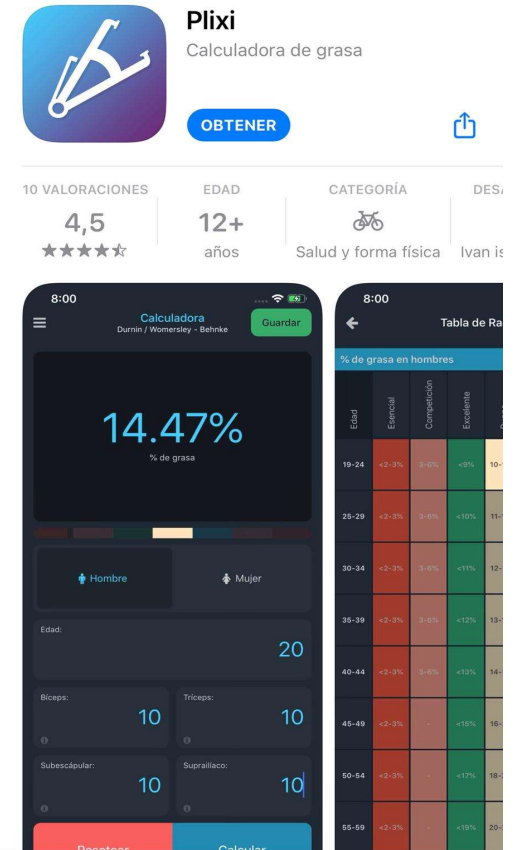 Plixi
Calculadora de grasa
OBTENER
10 VALORACIONES
4,5
EDAD
12+
años
CATEGORÍA
Salud y forma física
Ivan
8:00
Calculadora
Durnin / Womersley - Behnke
Guardar
14.47%
% de grasa
Hombre
Mujer
Edad:
20
Bíceps:
10
Tríceps:
10
Subescápular:
10
Suprailíaco:
10
Calcular
8:00
Tabla de
% de grasa en hombres
Edad
Esencial
Competición
Excelente
19-24 <2-3% 3-6% <9%
25-29 <2-3% 3-6% <10%
30-34 <2-3% 3-6% <11%
35-39 <2-3% 3-6% <12%
40-44 <2-3% 3-6% <13%
45-49 <2-3% - <15%
50-54 <2-3% - <17%
55-59 <2-3% - <19%